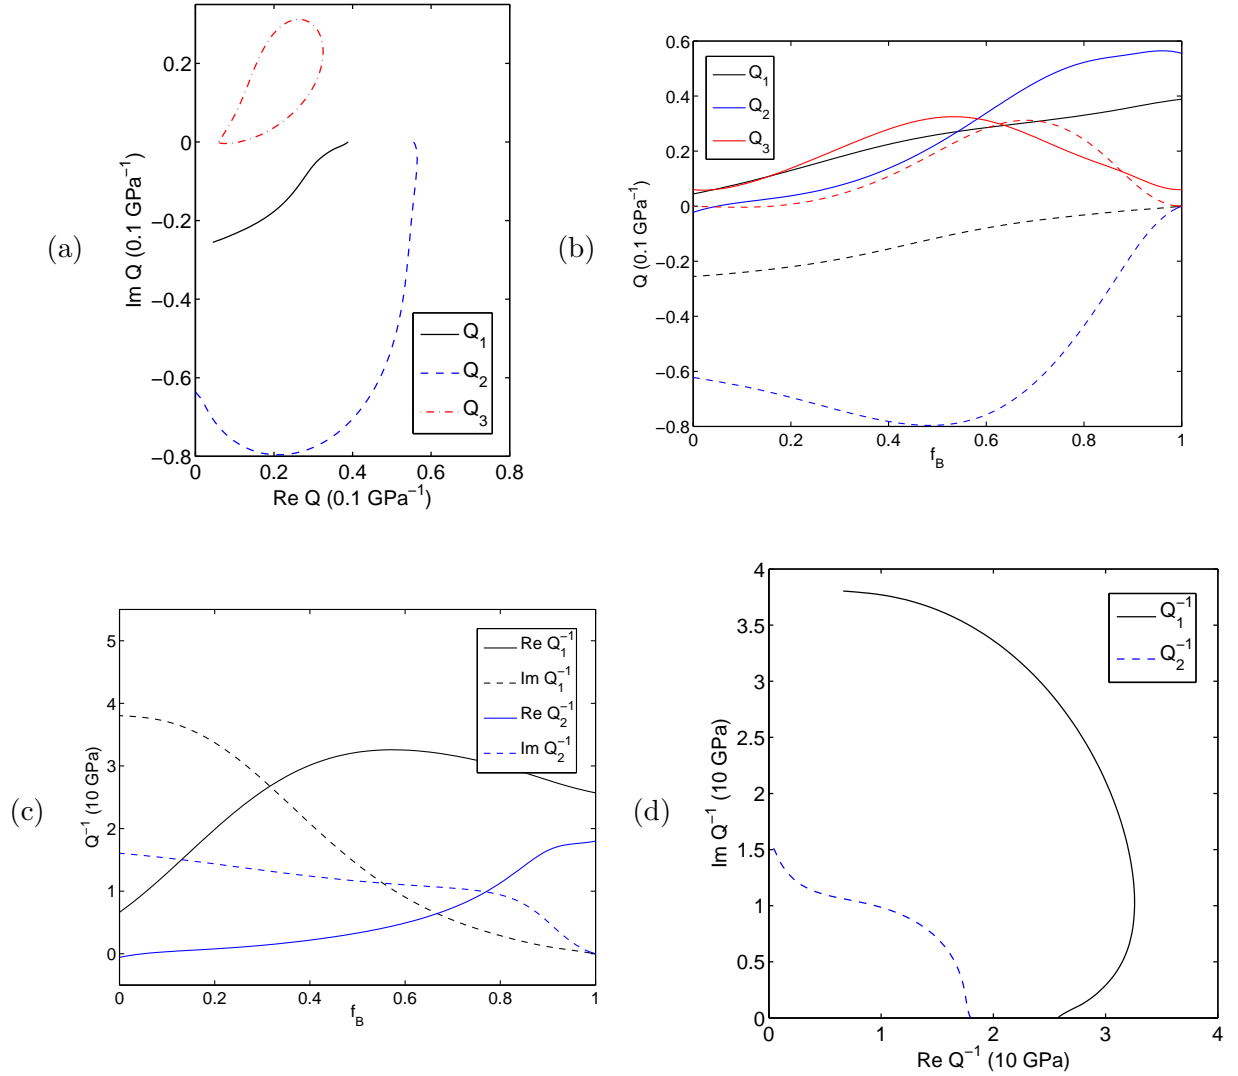 (a)
Im Q (0.1 GPa⁻¹)
0.2
0
−0.2
−0.4
−0.6
−0.8
0 0.2 0.4 0.6 0.8
Re Q (0.1 GPa⁻¹)
Q₁
Q₂
Q₃
(b)
Q (0.1 GPa⁻¹)
0.6
0.4
0.2
0
−0.2
−0.4
−0.6
−0.8
0 0.2 0.4 0.6 0.8 1
f_B
Q₁
Q₂
Q₃
(c)
Q⁻¹ (10 GPa)
5
4
3
2
1
0
0 0.2 0.4 0.6 0.8 1
f_B
Re Q₁⁻¹
Im Q₁⁻¹
Re Q₂⁻¹
Im Q₂⁻¹
(d)
Im Q⁻¹ (10 GPa)
4
3.5
3
2.5
2
1.5
1
0.5
0
0 1 2 3 4
Re Q⁻¹ (10 GPa)
Q₁⁻¹
Q₂⁻¹